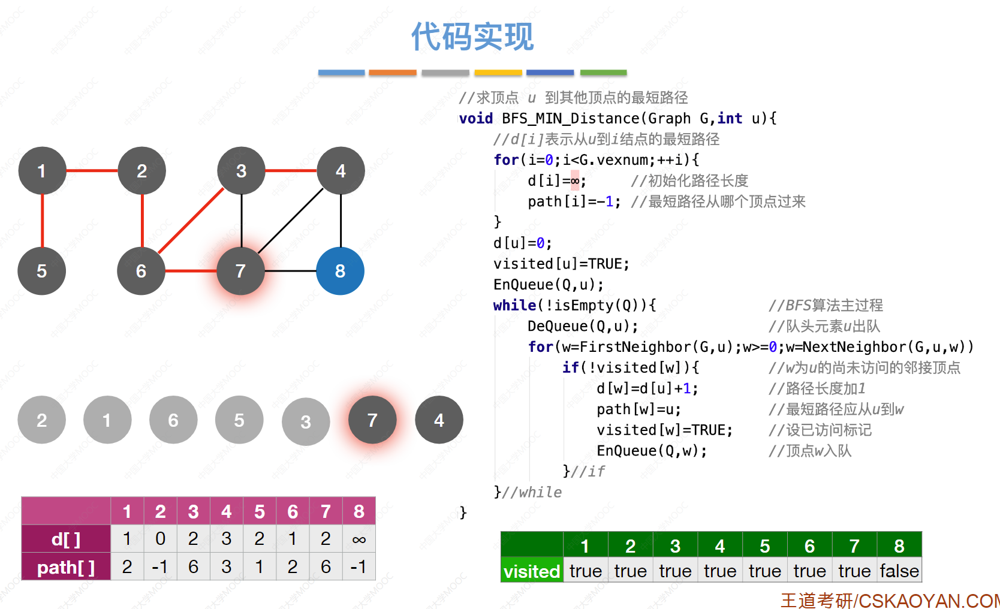 代码实现
//求顶点 u 到其他顶点的最短路径
void BFS_MIN_Distance(Graph G,int u){
//d[i]表示从u到i结点的最短路径
for(i=0;i<G.vexnum;++i){
d[i]=∞; //初始化路径长度
path[i]=-1; //最短路径从哪个顶点过来
}
d[u]=0;
visited[u]=TRUE;
EnQueue(Q,u);
while(!isEmpty(Q)){ //BFS算法主过程
DeQueue(Q,u); //队头元素u出队
for(w=FirstNeighbor(G,u);w>=0;w=NextNeighbor(G,u,w))
if(!visited[w]){ //w为u的尚未访问的邻接顶点
d[w]=d[u]+1; //路径长度加1
path[w]=u; //最短路径应从u到w
visited[w]=TRUE; //设已访问标记
EnQueue(Q,w); //顶点w入队
}//if
}//while
}
1 2 3 4
5 6 7 8
2 1 6 5 3 7 4
1 2 3 4 5 6 7 8
d[ ] 1 0 2 3 2 1 2 ∞
path[ ] 2 -1 6 3 1 2 6 -1
1 2 3 4 5 6 7 8
visited true true true true true true true false
王道考研/CSKAOYAN.COM
中国大学MOOC